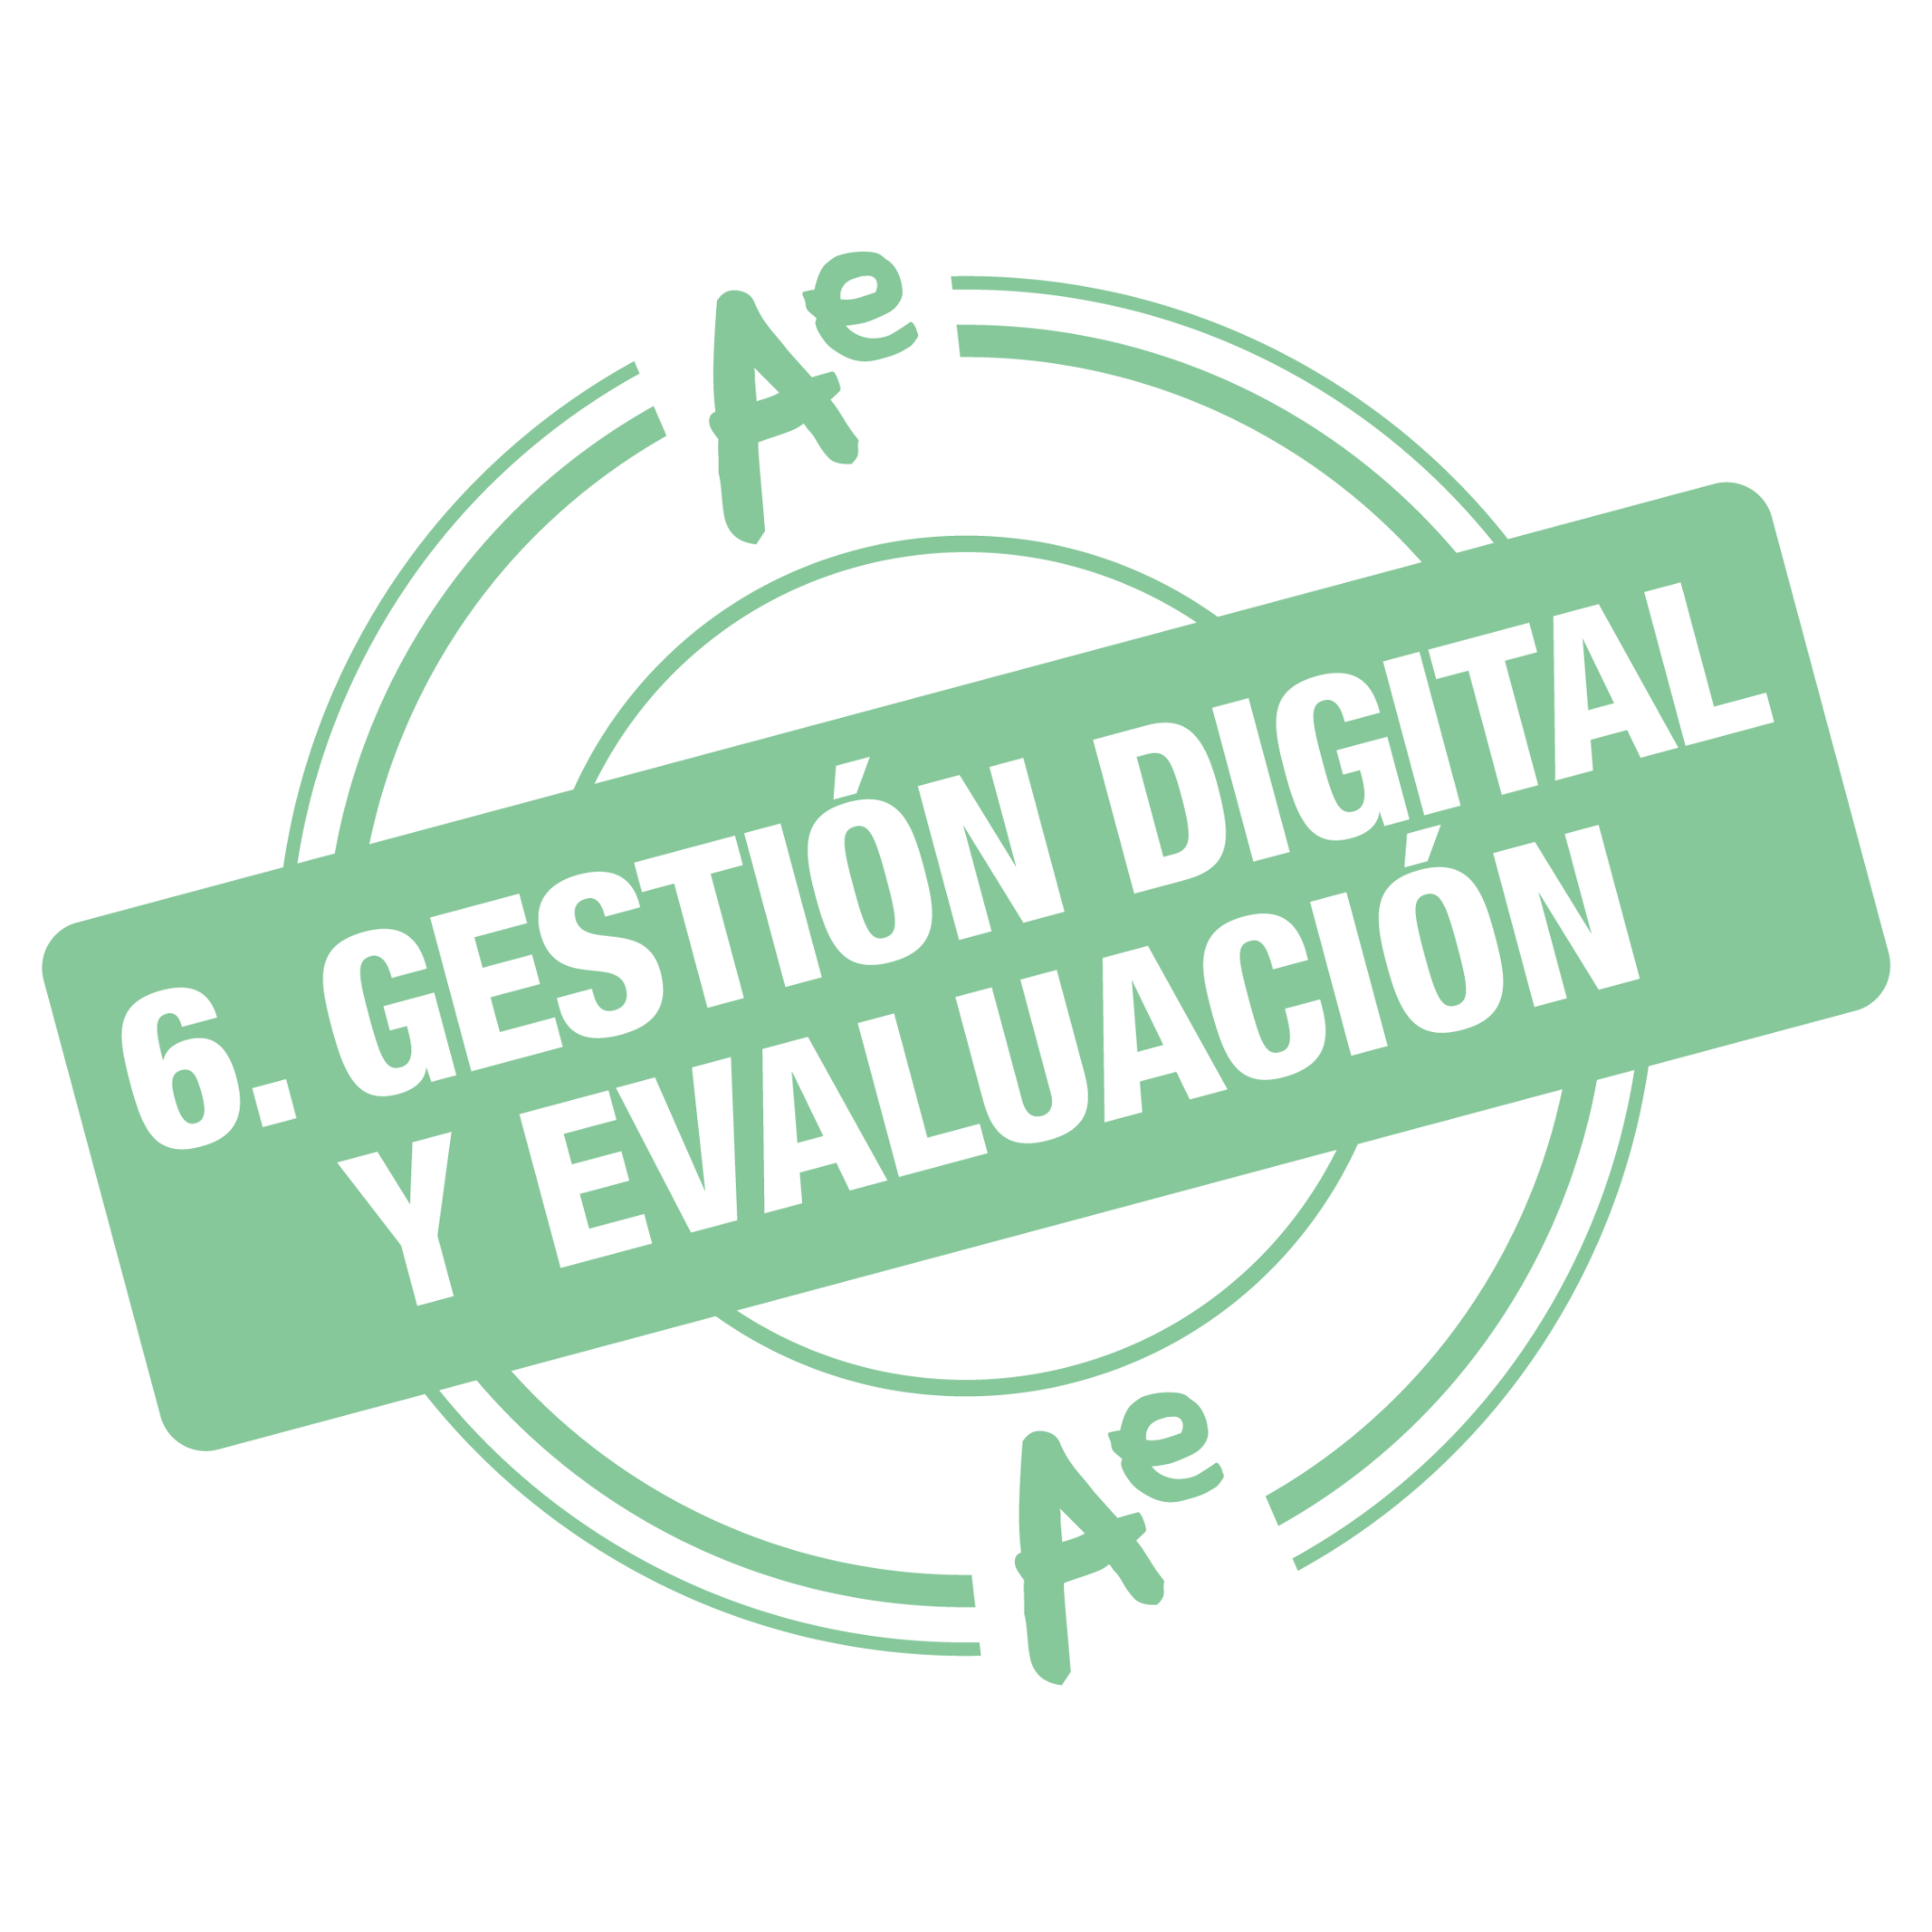 Ae
6. GESTIÓN DIGITAL
Y EVALUACIÓN
Ae